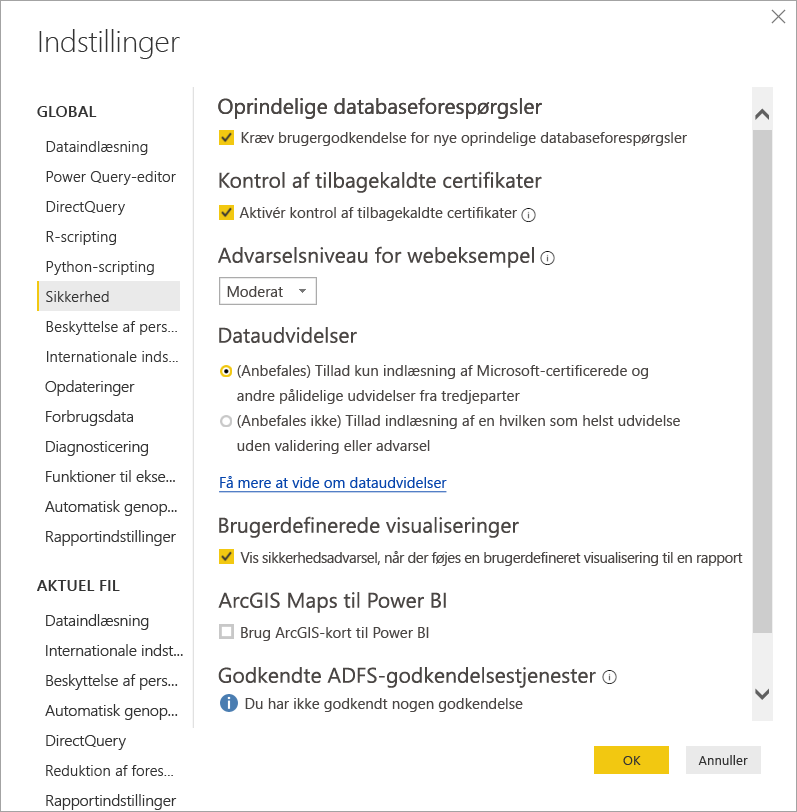 Indstillinger
GLOBAL
Dataindlæsning
Power Query-editor
DirectQuery
R-scripting
Python-scripting
Sikkerhed
Beskyttelse af pers...
Internationale inds...
Opdateringer
Forbrugsdata
Diagnosticering
Funktioner til ekse...
Automatisk genop...
Rapportindstillinger
AKTUEL FIL
Dataindlæsning
Internationale indst...
Beskyttelse af pers...
Automatisk genop...
DirectQuery
Reduktion af fores...
Rapportindstillinger
Oprindelige databaseforespørgsler
Kræv brugergodkendelse for nye oprindelige databaseforespørgsler
Kontrol af tilbagekaldte certifikater
Aktivér kontrol af tilbagekaldte certifikater
Advarselsniveau for webeksempel
Moderat
Dataudvidelser
(Anbefales) Tillad kun indlæsning af Microsoft-certificerede og
andre pålidelige udvidelser fra tredjeparter
(Anbefales ikke) Tillad indlæsning af en hvilken som helst udvidelse
uden validering eller advarsel
Få mere at vide om dataudvidelser
Brugerdefinerede visualiseringer
Vis sikkerhedsadvarsel, når der føjes en brugerdefineret visualisering til en rapport
ArcGIS Maps til Power BI
Brug ArcGIS-kort til Power BI
Godkendte ADFS-godkendelsestjenester
Du har ikke godkendt nogen godkendelse
OK
Annuller